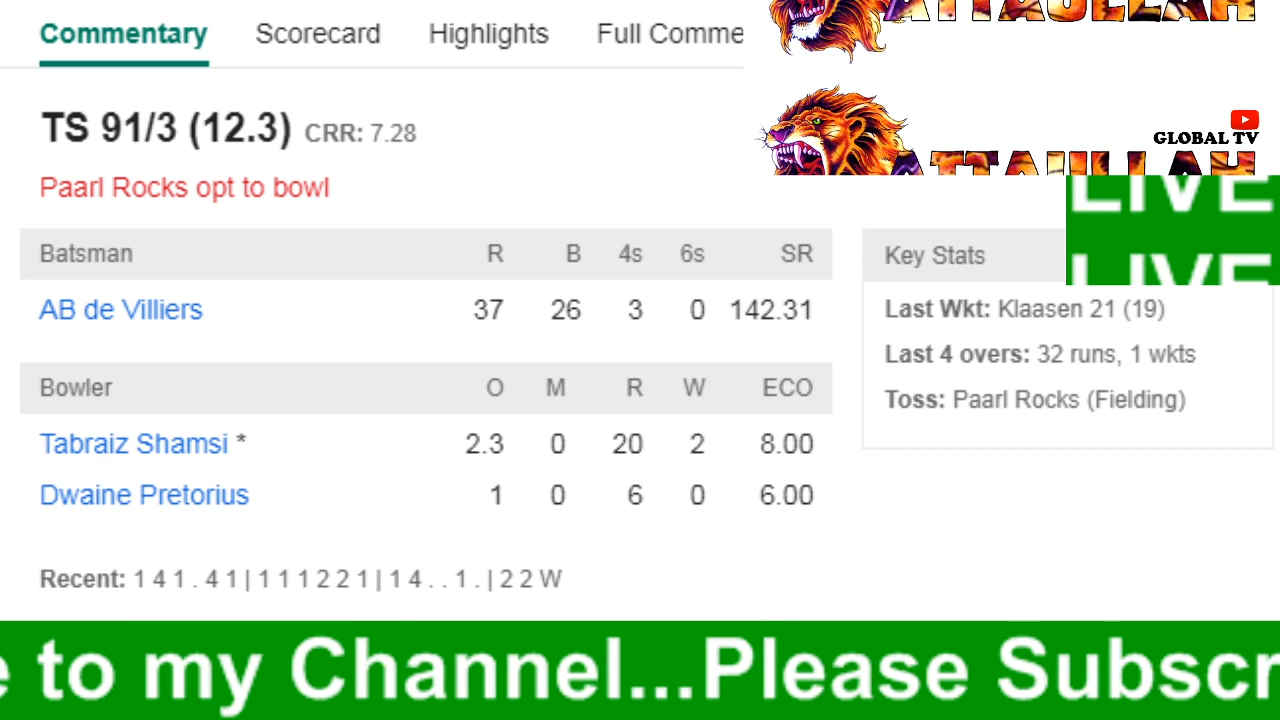 Commentary Scorecard Highlights Full Comme
ATTAULLAH
TS 91/3 (12.3) CRR: 7.28
GLOBAL TV
ATTAULLAH
Paarl Rocks opt to bowl
LIVE
LIVE
Batsman R B 4s 6s SR
AB de Villiers 37 26 3 0 142.31
Bowler O M R W ECO
Tabraiz Shamsi * 2.3 0 20 2 8.00
Dwaine Pretorius 1 0 6 0 6.00
Key Stats
Last Wkt: Klaasen 21 (19)
Last 4 overs: 32 runs, 1 wkts
Toss: Paarl Rocks (Fielding)
Recent: 1 4 1 . 4 1 | 1 1 1 2 2 1 | 1 4 . . 1 . | 2 2 W
e to my Channel...Please Subscr